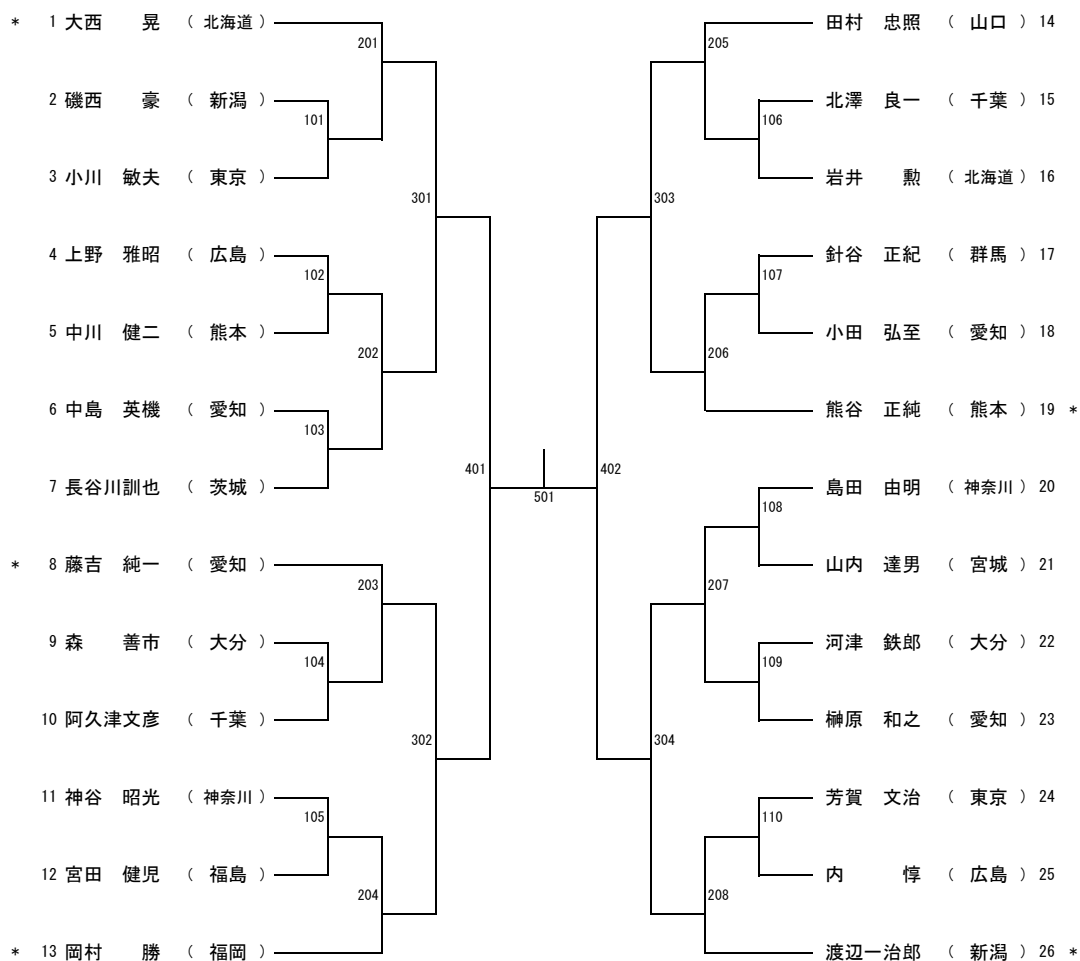 * 1 大西 晃 ( 北海道 )
201
2 磯西 豪 ( 新潟 )
101
3 小川 敏夫 ( 東京 )
301
4 上野 雅昭 ( 広島 )
102
5 中川 健二 ( 熊本 )
202
6 中島 英機 ( 愛知 )
103
7 長谷川訓也 ( 茨城 )
401
* 8 藤吉 純一 ( 愛知 )
203
9 森 善市 ( 大分 )
104
10 阿久津文彦 ( 千葉 )
302
11 神谷 昭光 ( 神奈川 )
105
12 宮田 健児 ( 福島 )
204
* 13 岡村 勝 ( 福岡 )
501
田村 忠照 ( 山口 ) 14
205
北澤 良一 ( 千葉 ) 15
106
岩井 勲 ( 北海道 ) 16
303
針谷 正紀 ( 群馬 ) 17
107
小田 弘至 ( 愛知 ) 18
206
熊谷 正純 ( 熊本 ) 19 *
402
島田 由明 ( 神奈川 ) 20
108
山内 達男 ( 宮城 ) 21
207
河津 鉄郎 ( 大分 ) 22
109
榊原 和之 ( 愛知 ) 23
304
芳賀 文治 ( 東京 ) 24
110
内 惇 ( 広島 ) 25
208
渡辺一治郎 ( 新潟 ) 26 *